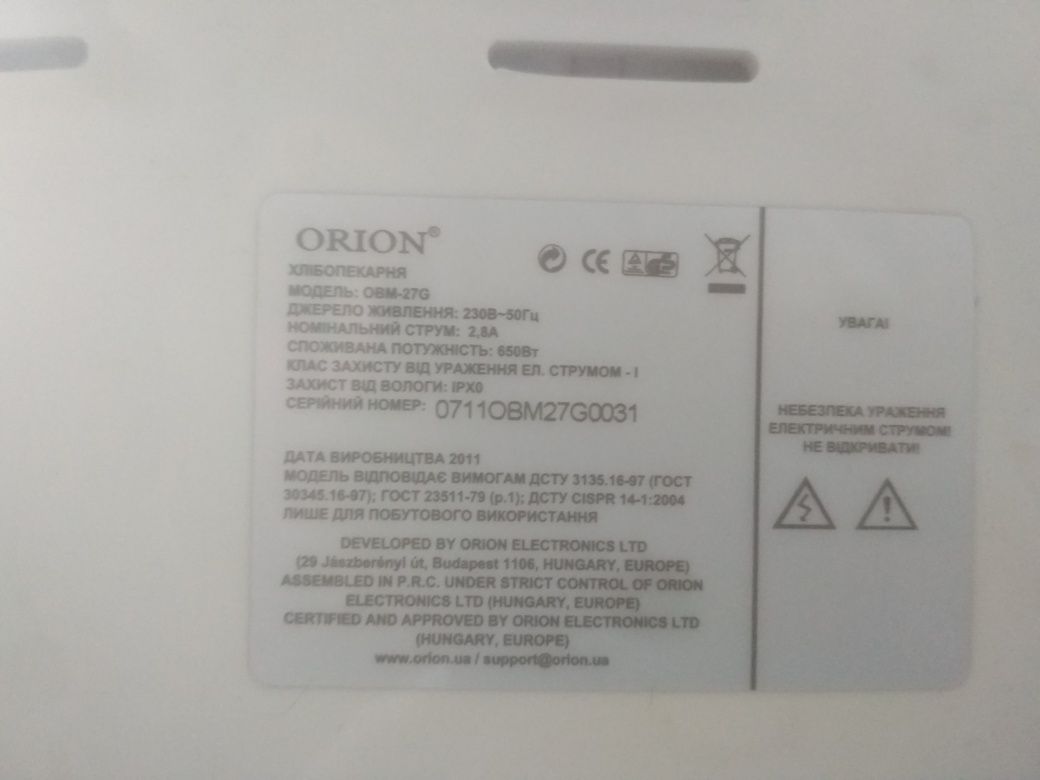 ORION®
ХЛІБОПЕКАРНЯ
МОДЕЛЬ: OBM-27G
ДЖЕРЕЛО ЖИВЛЕННЯ: 230В~50Гц
НОМІНАЛЬНИЙ СТРУМ: 2,8А
СПОЖИВАНА ПОТУЖНІСТЬ: 650Вт
КЛАС ЗАХИСТУ ВІД УРАЖЕННЯ ЕЛ. СТРУМОМ - I
ЗАХИСТ ВІД ВОЛОГИ: IPX0
СЕРІЙНИЙ НОМЕР: 0711OBM27G0031
ДАТА ВИРОБНИЦТВА 2011
МОДЕЛЬ ВІДПОВІДАЄ ВИМОГАМ ДСТУ 3135.16-97 (ГОСТ
30345.16-97); ГОСТ 23511-79 (р.1); ДСТУ CISPR 14-1:2004
ЛИШЕ ДЛЯ ПОБУТОВОГО ВИКОРИСТАННЯ
DEVELOPED BY ORION ELECTRONICS LTD
(29 Jászberényi út, Budapest 1106, HUNGARY, EUROPE)
ASSEMBLED IN P.R.C. UNDER STRICT CONTROL OF ORION
ELECTRONICS LTD (HUNGARY, EUROPE)
CERTIFIED AND APPROVED BY ORION ELECTRONICS LTD
(HUNGARY, EUROPE)
www.orion.ua / support@orion.ua
УВАГА!
НЕБЕЗПЕКА УРАЖЕННЯ
ЕЛЕКТРИЧНИМ СТРУМОМ!
НЕ ВІДКРИВАТИ!